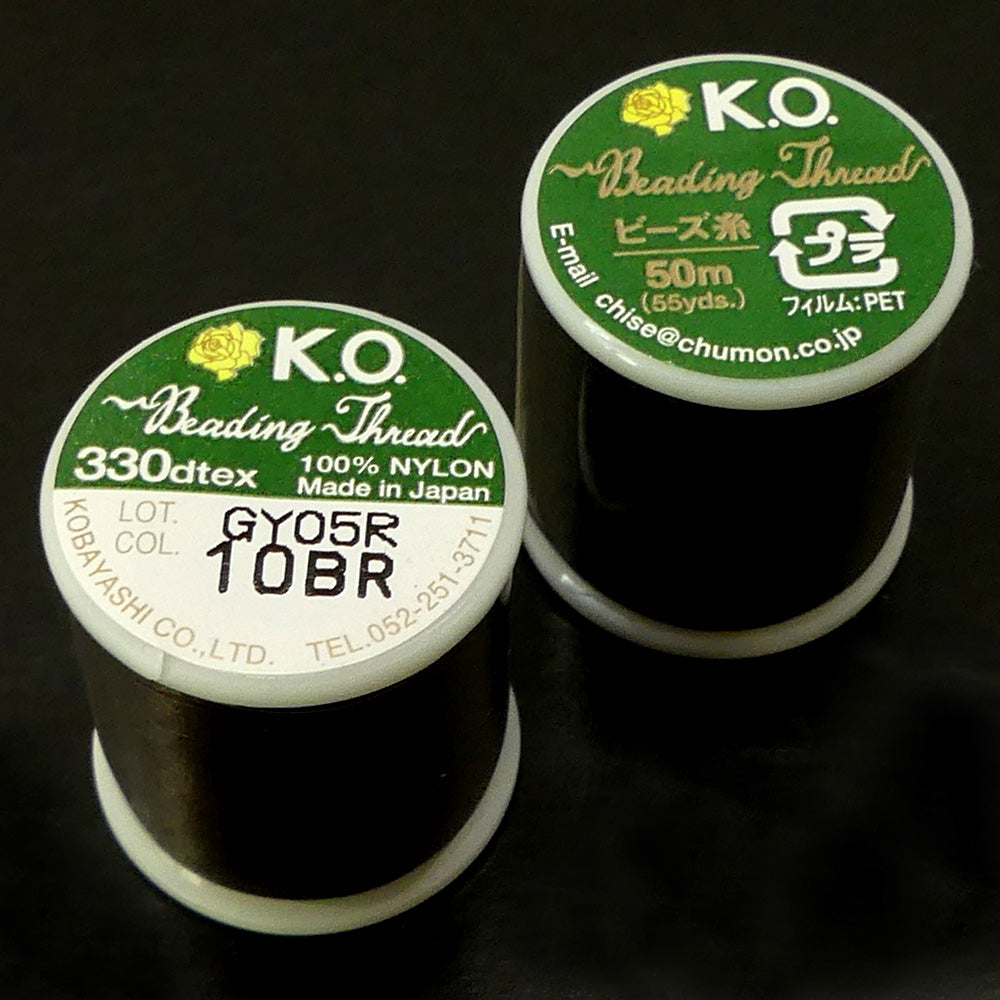 K.O.
Beading Thread
330dtex
100% NYLON
Made in Japan
LOT. GY05R
COL. 10BR
KOBAYASHI CO.,LTD. TEL.052-251-3711
K.O.
Beading Thread
ビーズ糸
50m
(55yds.)
プラ
フィルム:PET
E-mail chise@chumon.co.jp